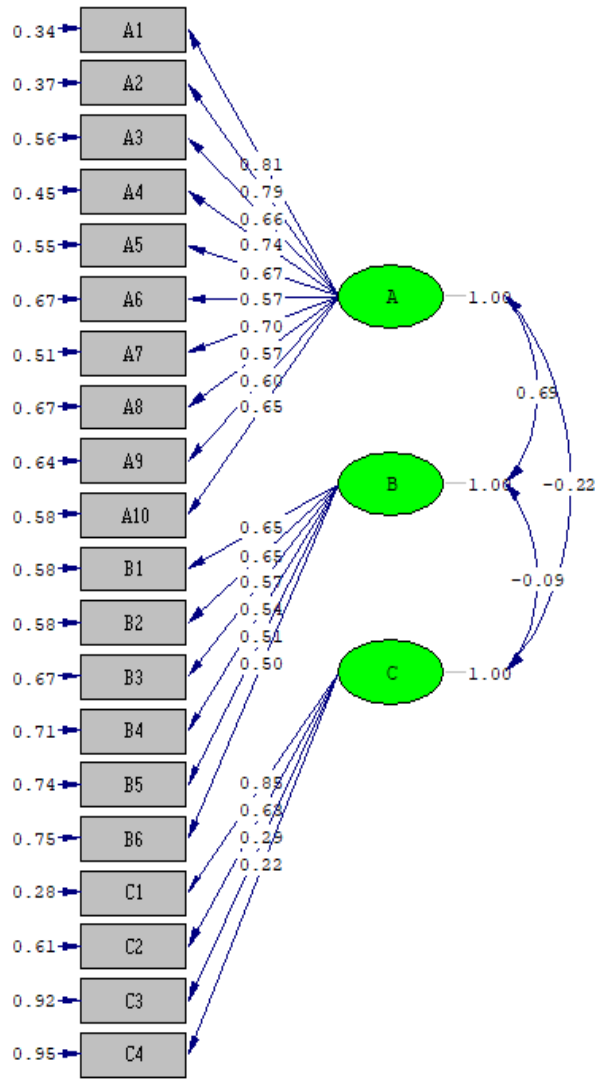 0.34 A1
0.37 A2
0.56 A3
0.45 A4
0.55 A5
0.67 A6
0.51 A7
0.67 A8
0.64 A9
0.58 A10
0.58 B1
0.58 B2
0.67 B3
0.71 B4
0.74 B5
0.75 B6
0.28 C1
0.61 C2
0.92 C3
0.95 C4
0.81
0.79
0.66
0.74
0.67
0.57
0.70
0.57
0.60
0.65
0.65
0.65
0.57
0.54
0.51
0.50
0.85
0.63
0.29
0.22
A 1.00
B 1.00
C 1.00
0.69
-0.22
-0.09